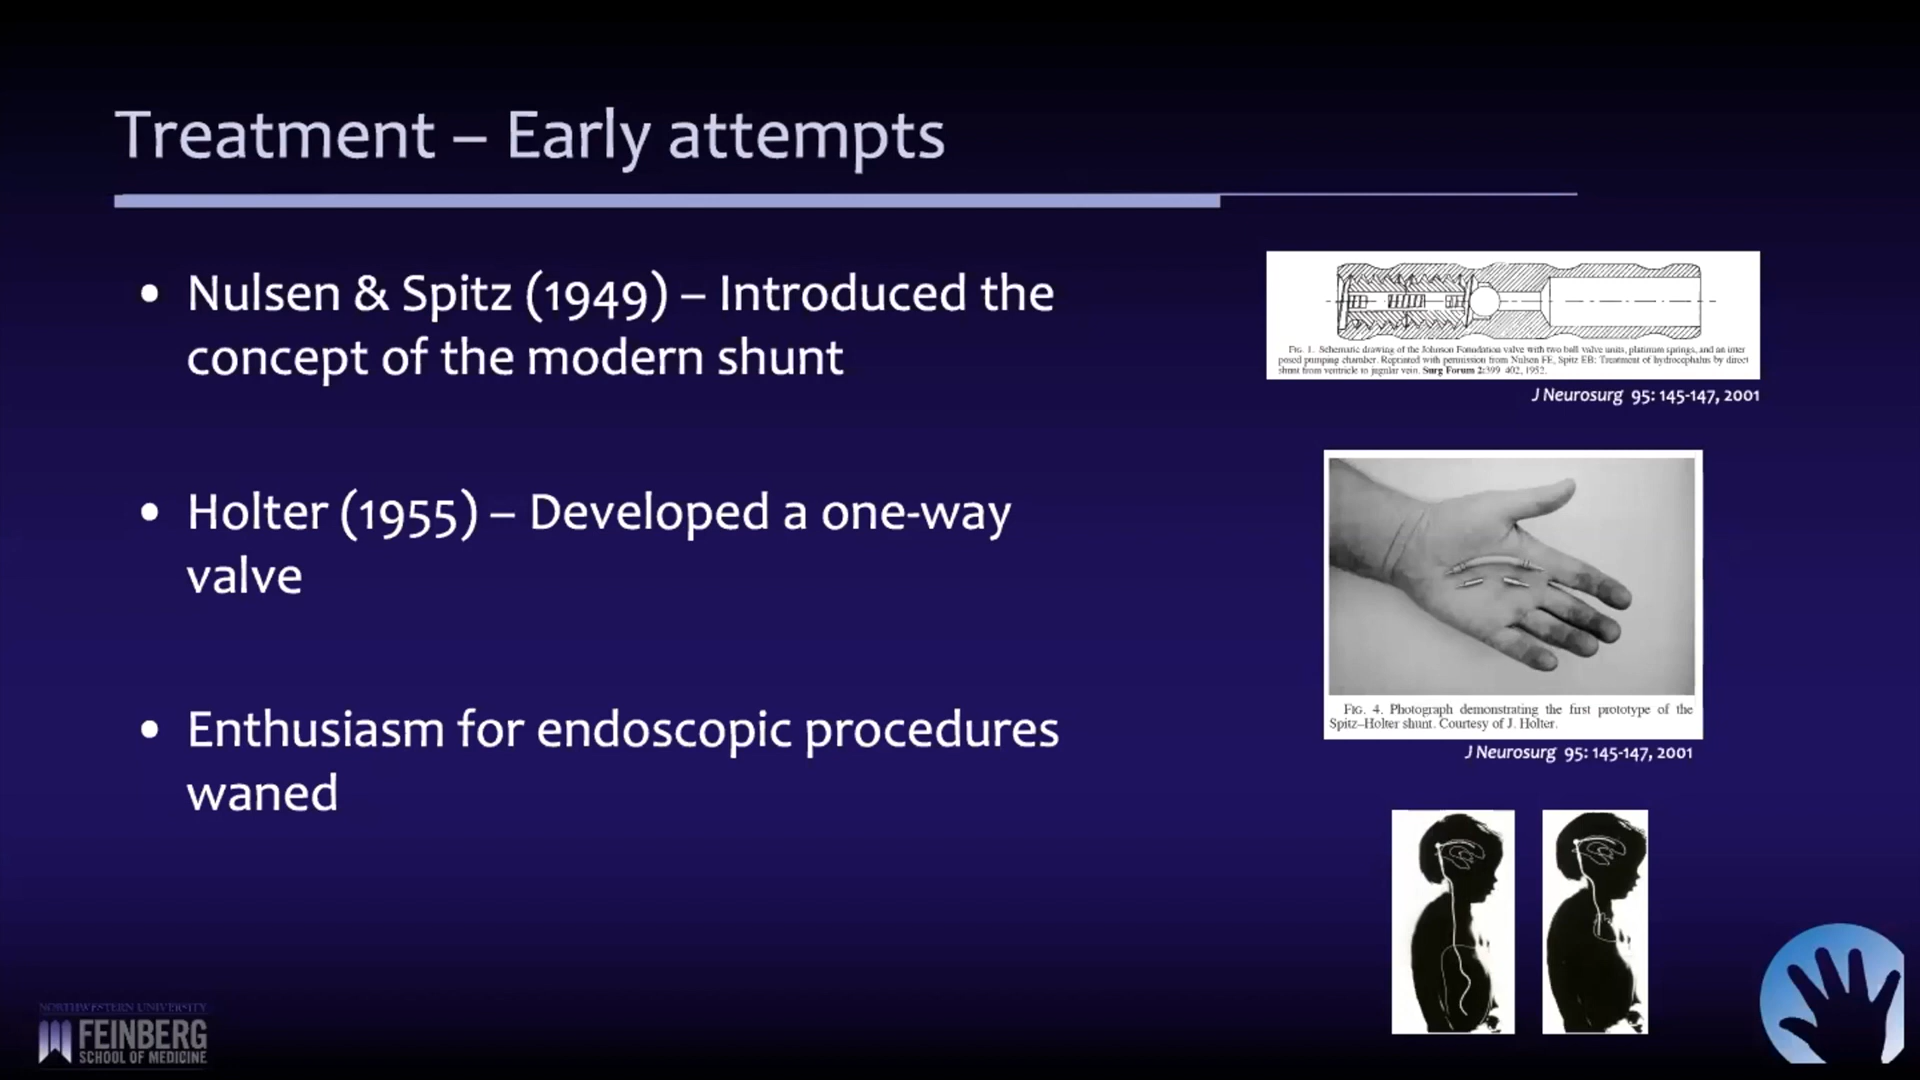 Treatment – Early attempts
• Nulsen & Spitz (1949) – Introduced the
concept of the modern shunt
• Holter (1955) – Developed a one-way
valve
• Enthusiasm for endoscopic procedures
waned
FIG. 1. Schematic drawing of the Johnson Foundation valve with two ball valve units, platinum springs, and an inter
posed pumping chamber. Reprinted with permission from Nulsen FE, Spitz EB: Treatment of hydrocephalus by direct
shunt from ventricle to jugular vein. Surg Forum 2:399–402, 1952.
J Neurosurg 95: 145-147, 2001
FIG. 4. Photograph demonstrating the first prototype of the
Spitz–Holter shunt. Courtesy of J. Holter.
J Neurosurg 95: 145-147, 2001
NORTHWESTERN UNIVERSITY
FEINBERG
SCHOOL OF MEDICINE